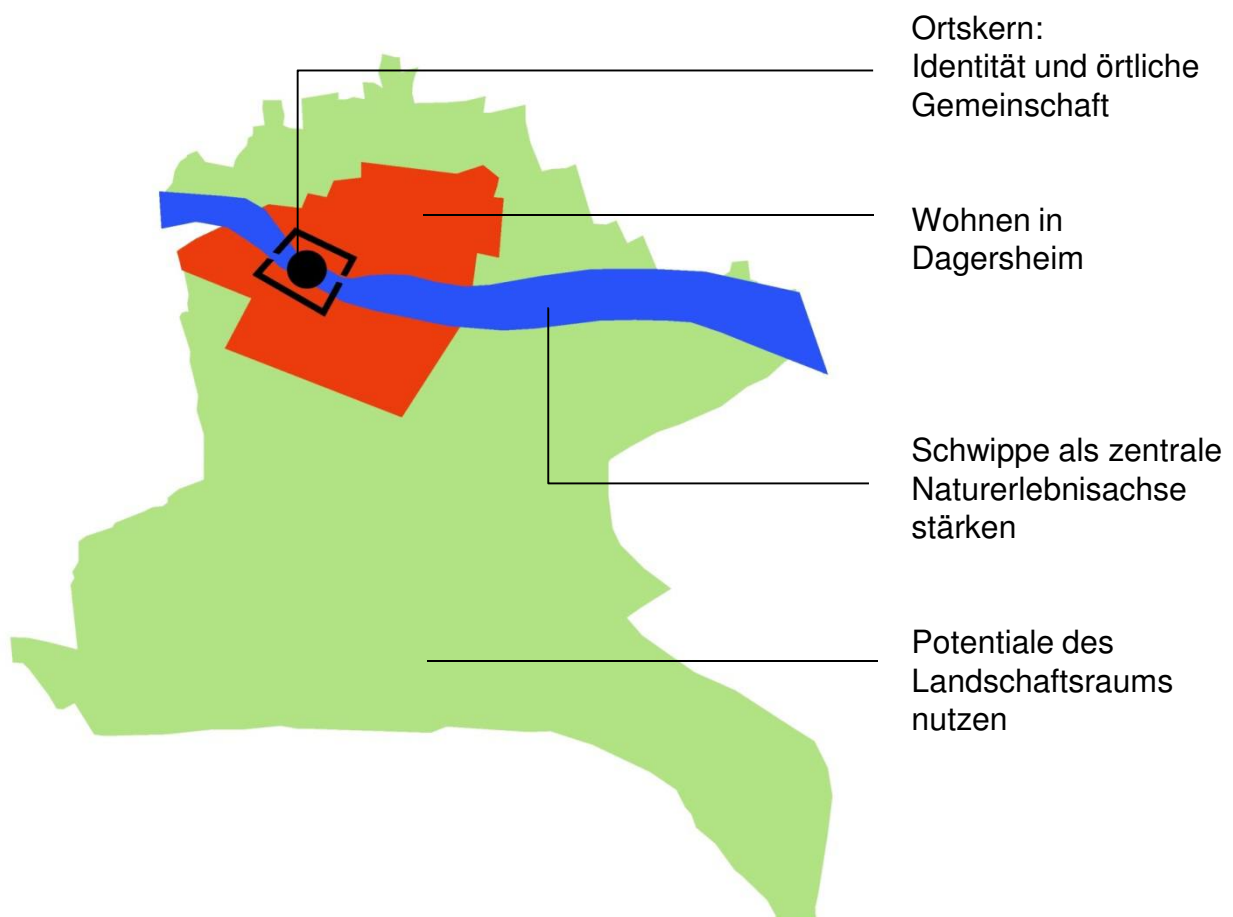 Ortskern:
Identität und örtliche
Gemeinschaft
Wohnen in
Dagersheim
Schwippe als zentrale
Naturerlebnisachse
stärken
Potentiale des
Landschaftsraums
nutzen